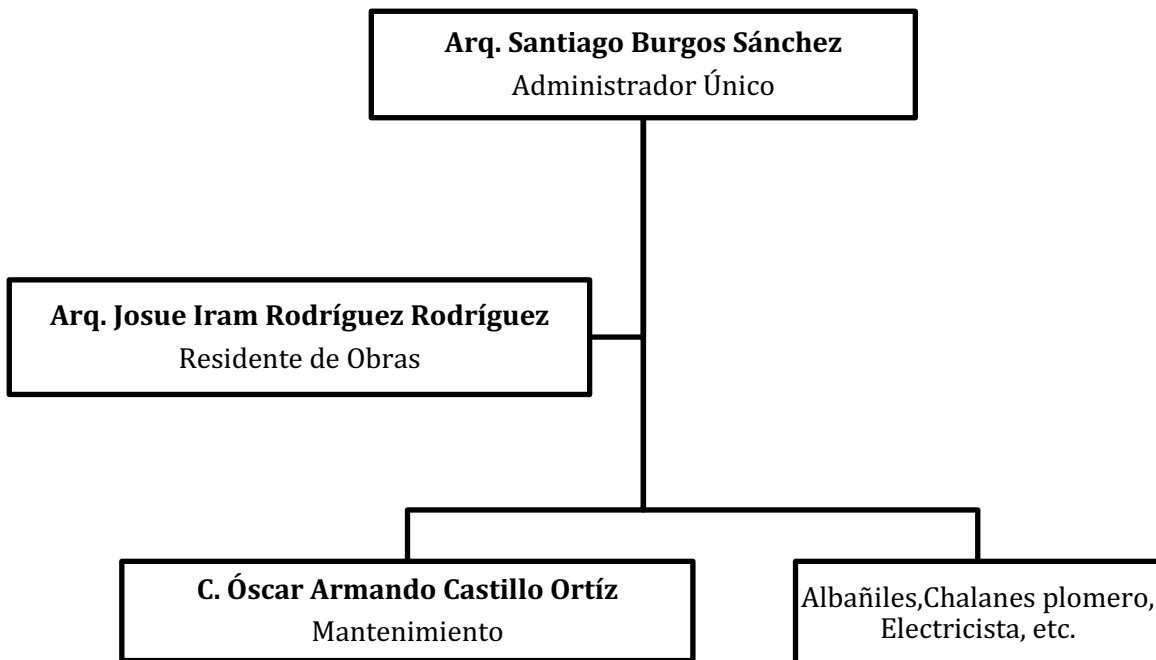 Arq. Santiago Burgos Sánchez
Administrador Único
Arq. Josue Iram Rodríguez Rodríguez
Residente de Obras
C. Óscar Armando Castillo Ortíz
Mantenimiento
Albañiles,Chalanes plomero,
Electricista, etc.